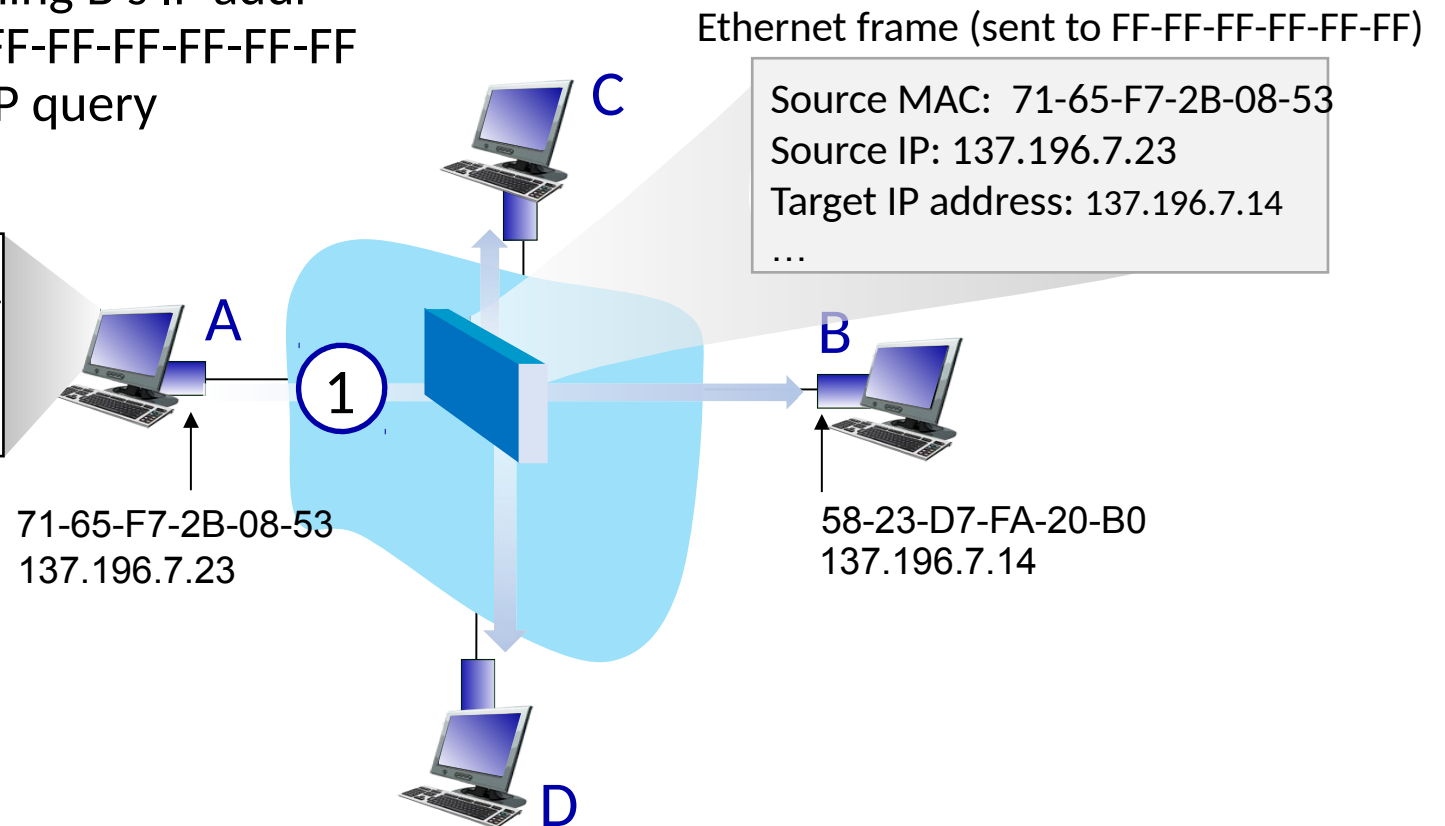 B's IP addr
FF-FF-FF-FF-FF-FF
query
Ethernet frame (sent to FF-FF-FF-FF-FF-FF)
Source MAC: 71-65-F7-2B-08-53
Source IP: 137.196.7.23
Target IP address: 137.196.7.14
…
C
A
B
1
71-65-F7-2B-08-53
137.196.7.23
58-23-D7-FA-20-B0
137.196.7.14
D